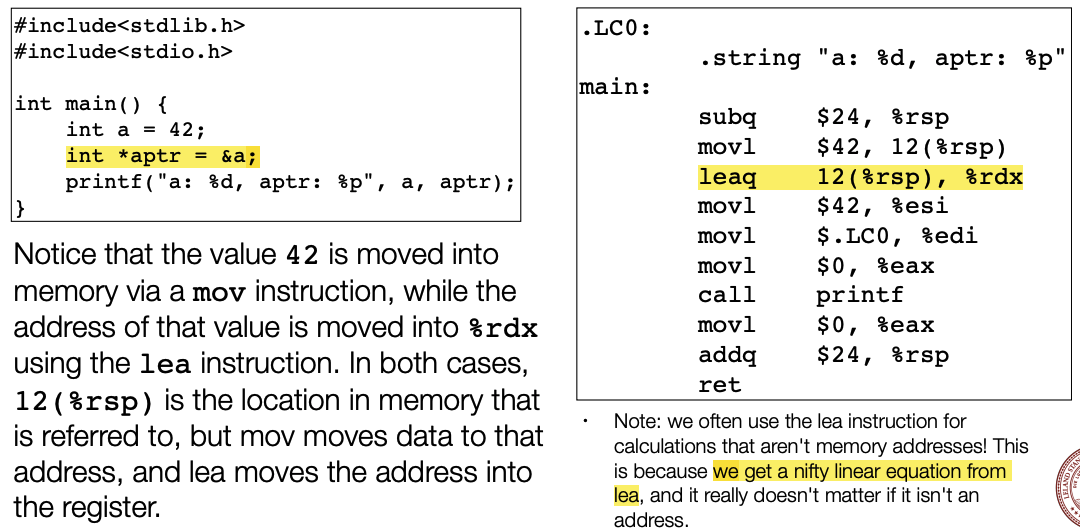 #include<stdlib.h>
#include<stdio.h>
int main() {
    int a = 42;
    int *aptr = &a;
    printf("a: %d, aptr: %p", a, aptr);
}
Notice that the value 42 is moved into
memory via a mov instruction, while the
address of that value is moved into %rdx
using the lea instruction. In both cases,
12(%rsp) is the location in memory that
is referred to, but mov moves data to that
address, and lea moves the address into
the register.
.LC0:
        .string "a: %d, aptr: %p"
main:
        subq    $24, %rsp
        movl    $42, 12(%rsp)
        leaq    12(%rsp), %rdx
        movl    $42, %esi
        movl    $.LC0, %edi
        movl    $0, %eax
        call    printf
        movl    $0, %eax
        addq    $24, %rsp
        ret
• Note: we often use the lea instruction for
calculations that aren't memory addresses! This
is because we get a nifty linear equation from
lea, and it really doesn't matter if it isn't an
address.